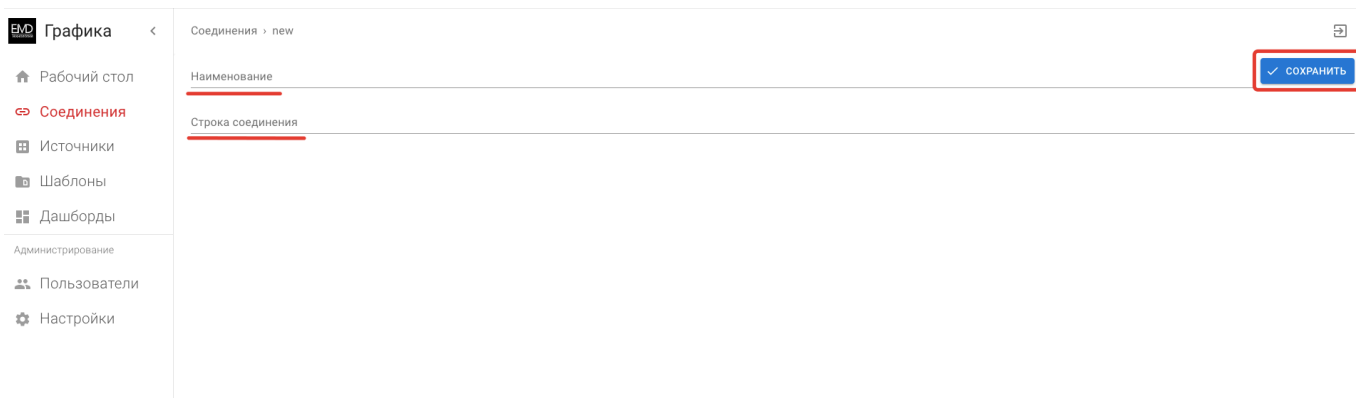 EMD Графика
Соединения › new
Рабочий стол
Наименование
СОХРАНИТЬ
Соединения
Строка соединения
Источники
Шаблоны
Дашборды
Администрирование
Пользователи
Настройки